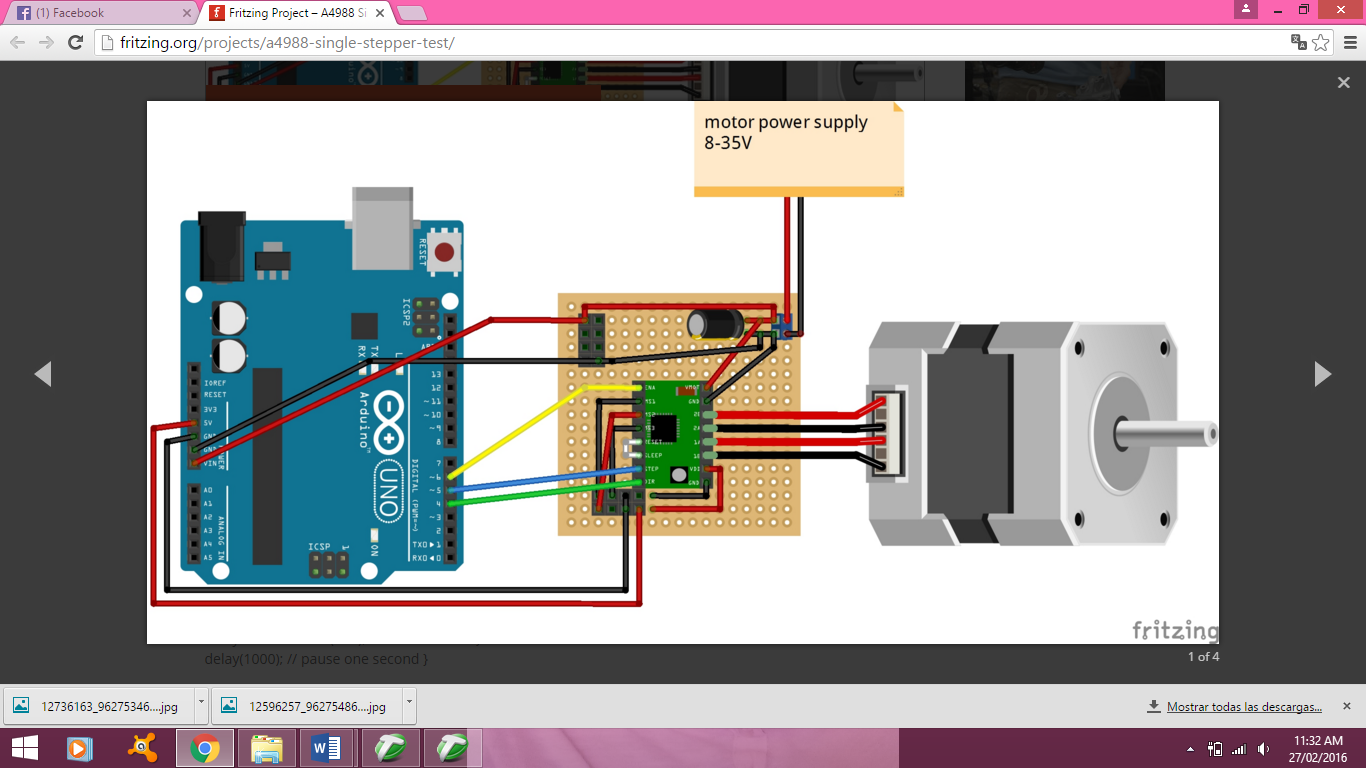 (1) Facebook
Fritzing Project – A4988 Si
fritzing.org/projects/a4988-single-stepper-test/
motor power supply
8-35V
RESET
ICSP2
IOREF
RESET
3V3
5V
GND
GND
VIN
POWER
A0
A1
A2
A3
A4
A5
ANALOG IN
TX
RX
L
Arduino™
UNO
13
12
~11
~10
~9
8
7
~6
~5
4
~3
2
TXO▶1
RXO◀0
DIGITAL (PWM=~)
ICSP
1
ON
ENA
MS1
MS2
MS3
RESET
SLEEP
STEP
DIR
VMOT
GND
2B
2A
1A
1B
VDD
GND
fritzing
1 of 4
delay(1000); // pause one second }
12736163_96275346....jpg
12596257_96275486....jpg
Mostrar todas las descargas...
11:32 AM
27/02/2016